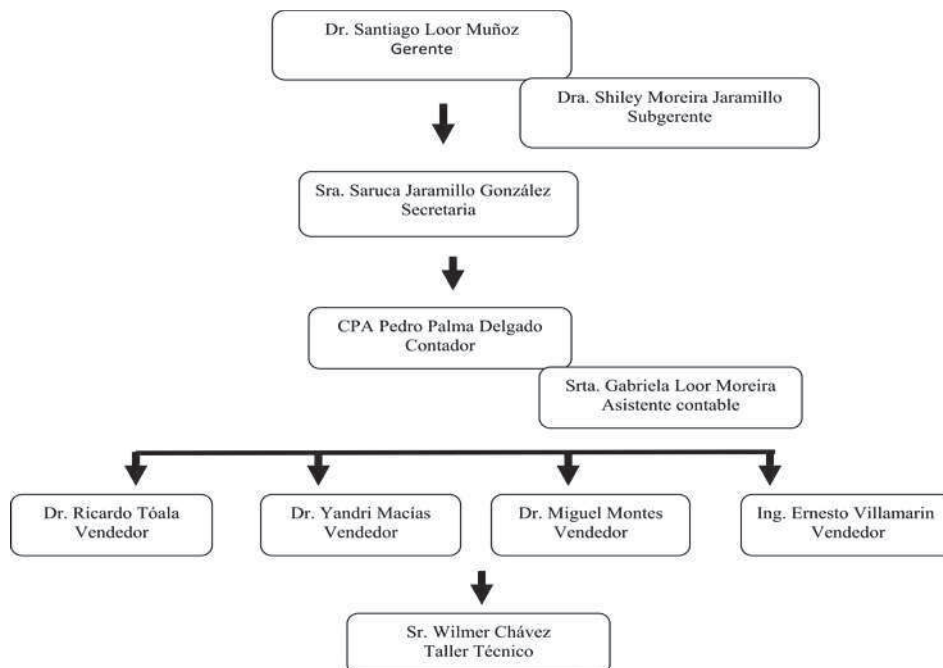 Dr. Santiago Loor Muñoz
Gerente
Dra. Shiley Moreira Jaramillo
Subgerente
Sra. Saruca Jaramillo González
Secretaria
CPA Pedro Palma Delgado
Contador
Srta. Gabriela Loor Moreira
Asistente contable
Dr. Ricardo Tóala
Vendedor
Dr. Yandri Macías
Vendedor
Dr. Miguel Montes
Vendedor
Ing. Ernesto Villamarin
Vendedor
Sr. Wilmer Chávez
Taller Técnico